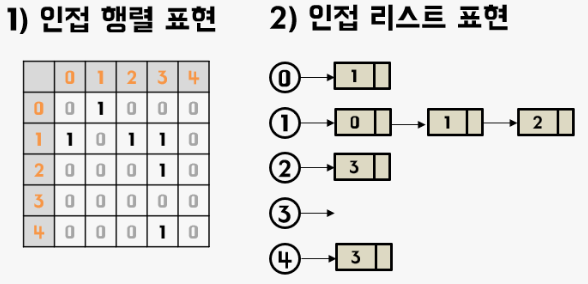 1) 인접 행렬 표현
0 1 2 3 4
0 0 1 0 0 0
1 1 0 1 1 0
2 0 0 0 1 0
3 0 0 0 0 0
4 0 0 0 1 0
2) 인접 리스트 표현
0 1
1 0 1 2
2 3
3
4 3